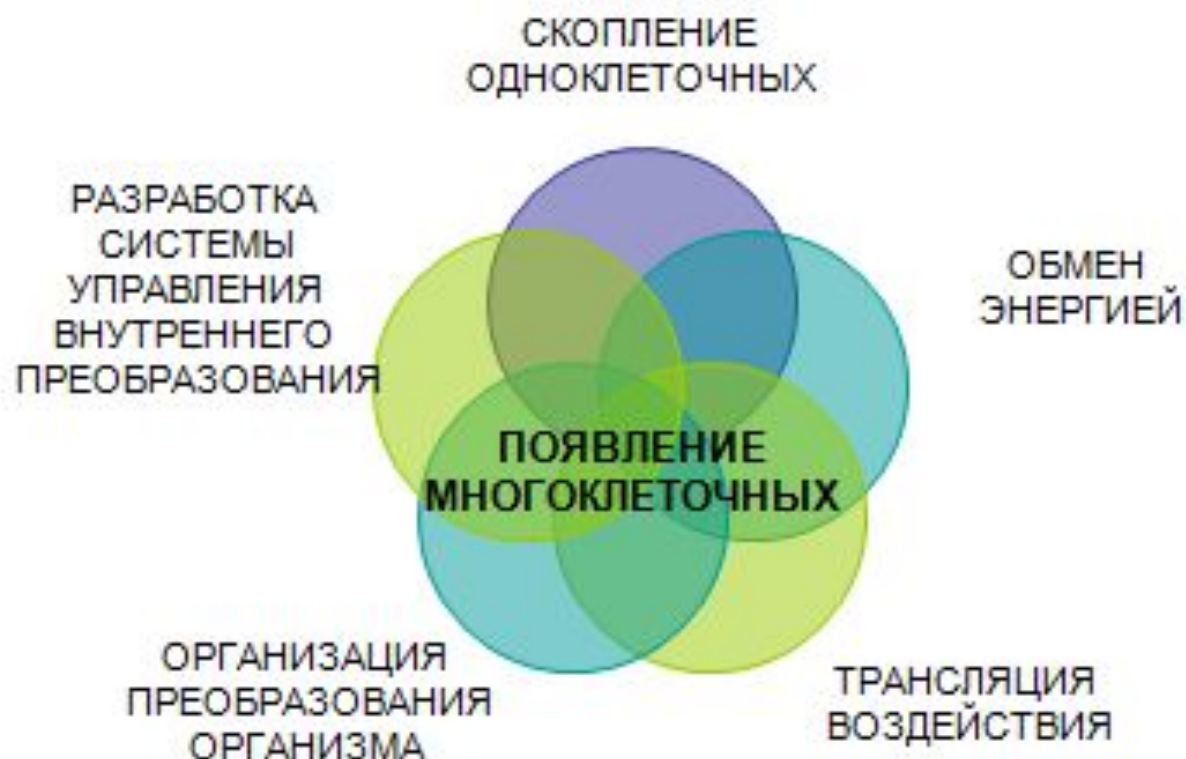 СКОПЛЕНИЕ
ОДНОКЛЕТОЧНЫХ
РАЗРАБОТКА
СИСТЕМЫ
УПРАВЛЕНИЯ
ВНУТРЕННЕГО
ПРЕОБРАЗОВАНИЯ
ОБМЕН
ЭНЕРГИЕЙ
ПОЯВЛЕНИЕ
МНОГОКЛЕТОЧНЫХ
ОРГАНИЗАЦИЯ
ПРЕОБРАЗОВАНИЯ
ОРГАНИЗМА
ТРАНСЛЯЦИЯ
ВОЗДЕЙСТВИЯ